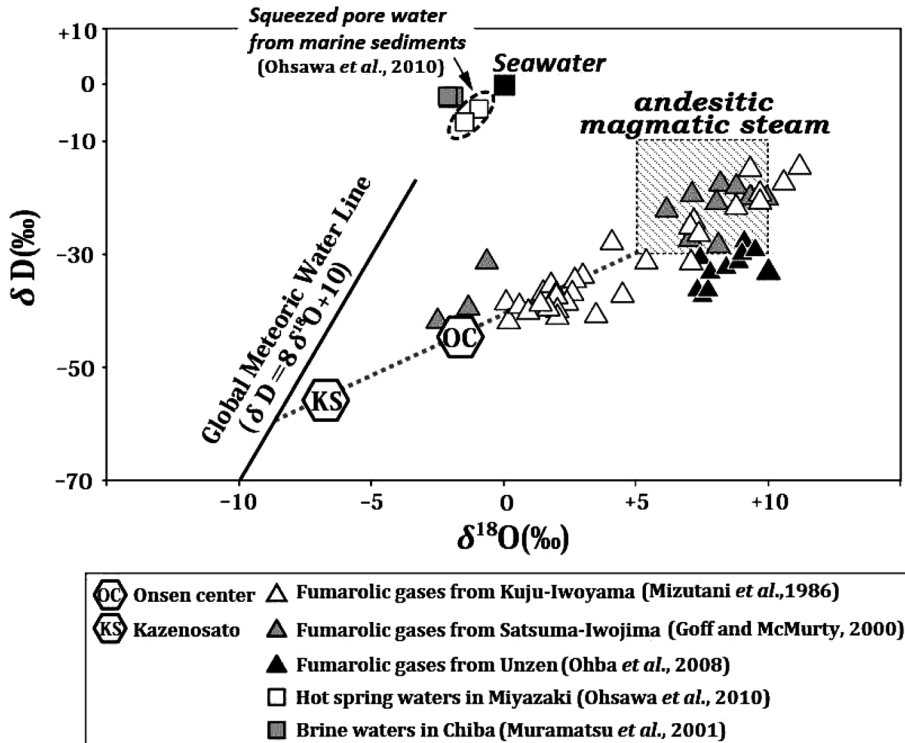 Squeezed pore water
from marine sediments
(Ohsawa et al., 2010)
Seawater
andesitic
magmatic steam
+10
0
−10
−30
−50
−70
δ D(‰)
Global Meteoric Water Line
(δ D=8 δ¹⁸O+10)
OC
KS
−10
−5
0
+5
+10
δ¹⁸O(‰)
OC Onsen center
KS Kazenosato
Fumarolic gases from Kuju-Iwoyama (Mizutani et al.,1986)
Fumarolic gases from Satsuma-Iwojima (Goff and McMurty, 2000)
Fumarolic gases from Unzen (Ohba et al., 2008)
Hot spring waters in Miyazaki (Ohsawa et al., 2010)
Brine waters in Chiba (Muramatsu et al., 2001)